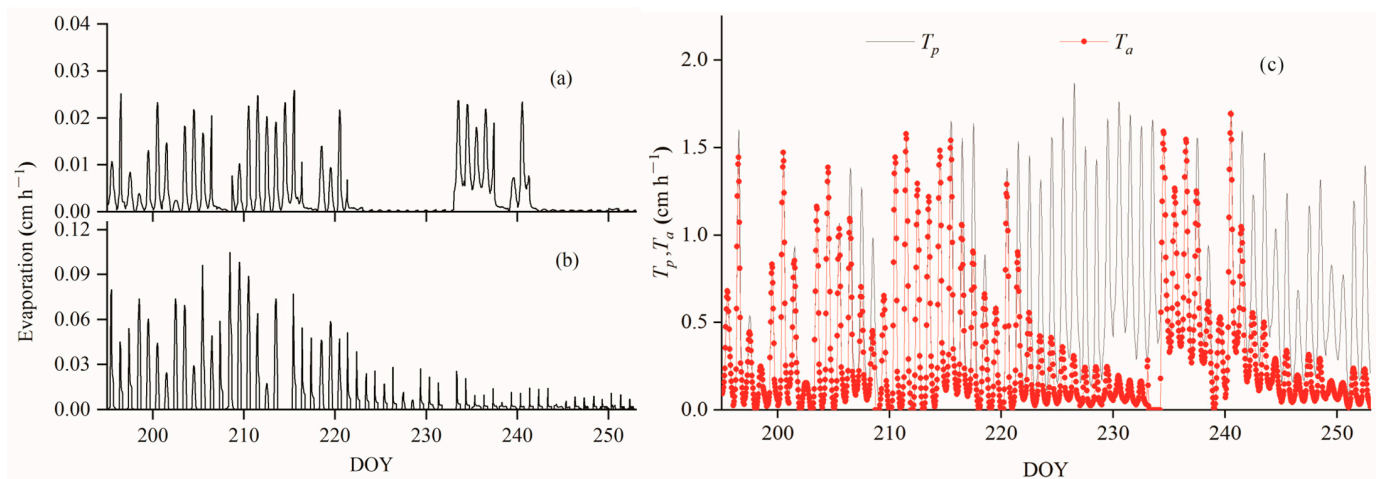 0.04
0.03
0.02
0.01
0.00
(a)
0.12
0.09
0.06
0.03
0.00
(b)
Evaporation (cm h⁻¹)
200 210 220 230 240 250
DOY
Tₚ Tₐ
(c)
2.0
1.5
1.0
0.5
0.0
Tₚ,Tₐ (cm h⁻¹)
200 210 220 230 240 250
DOY